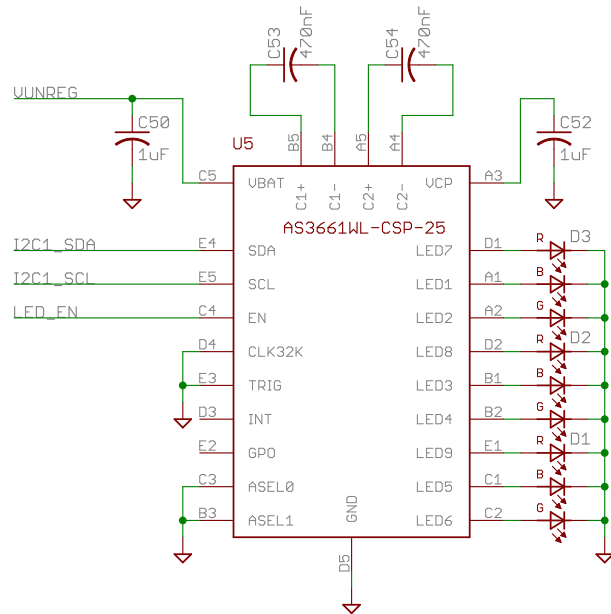 C53 470nF C54 470nF
VUNREG
C50 C52
1uF 1uF
U5
B5 B4 A5 A4
C5 VBAT C1+ C1- C2+ C2- VCP A3
AS3661WL-CSP-25
I2C1_SDA E4 SDA LED7 D1 R D3
I2C1_SCL E5 SCL LED1 A1 B
LED_EN C4 EN LED2 A2 G
D4 CLK32K LED8 D2 R D2
E3 TRIG LED3 B1 B
D3 INT LED4 B2 G
E2 GPO LED9 E1 R D1
C3 ASEL0 LED5 C1 B
B3 ASEL1 GND LED6 C2 G
D5